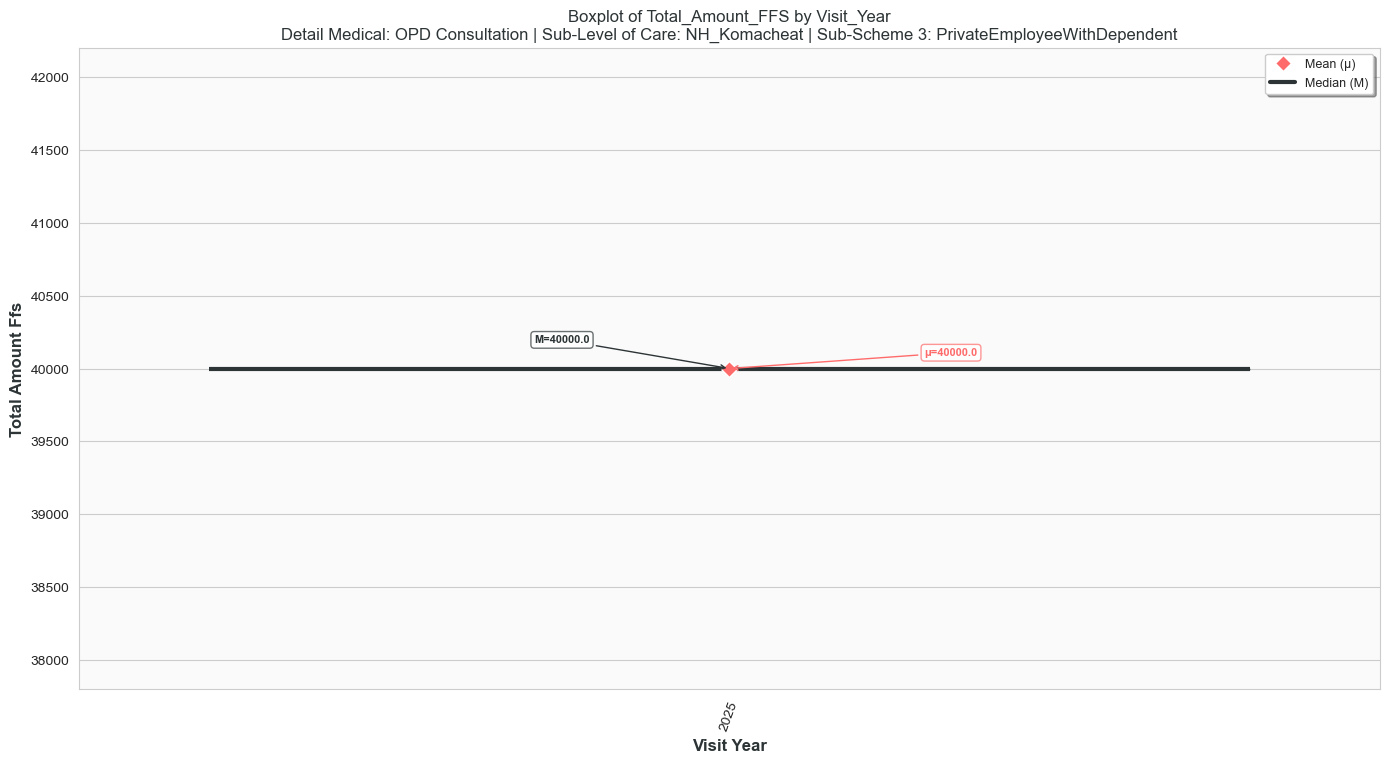 Boxplot of Total_Amount_FFS by Visit_Year
Detail Medical: OPD Consultation | Sub-Level of Care: NH_Komacheat | Sub-Scheme 3: PrivateEmployeeWithDependent
Mean (μ)
Median (M)
Total Amount Ffs
42000
41500
41000
40500
40000
39500
39000
38500
38000
M=40000.0
μ=40000.0
2025
Visit Year